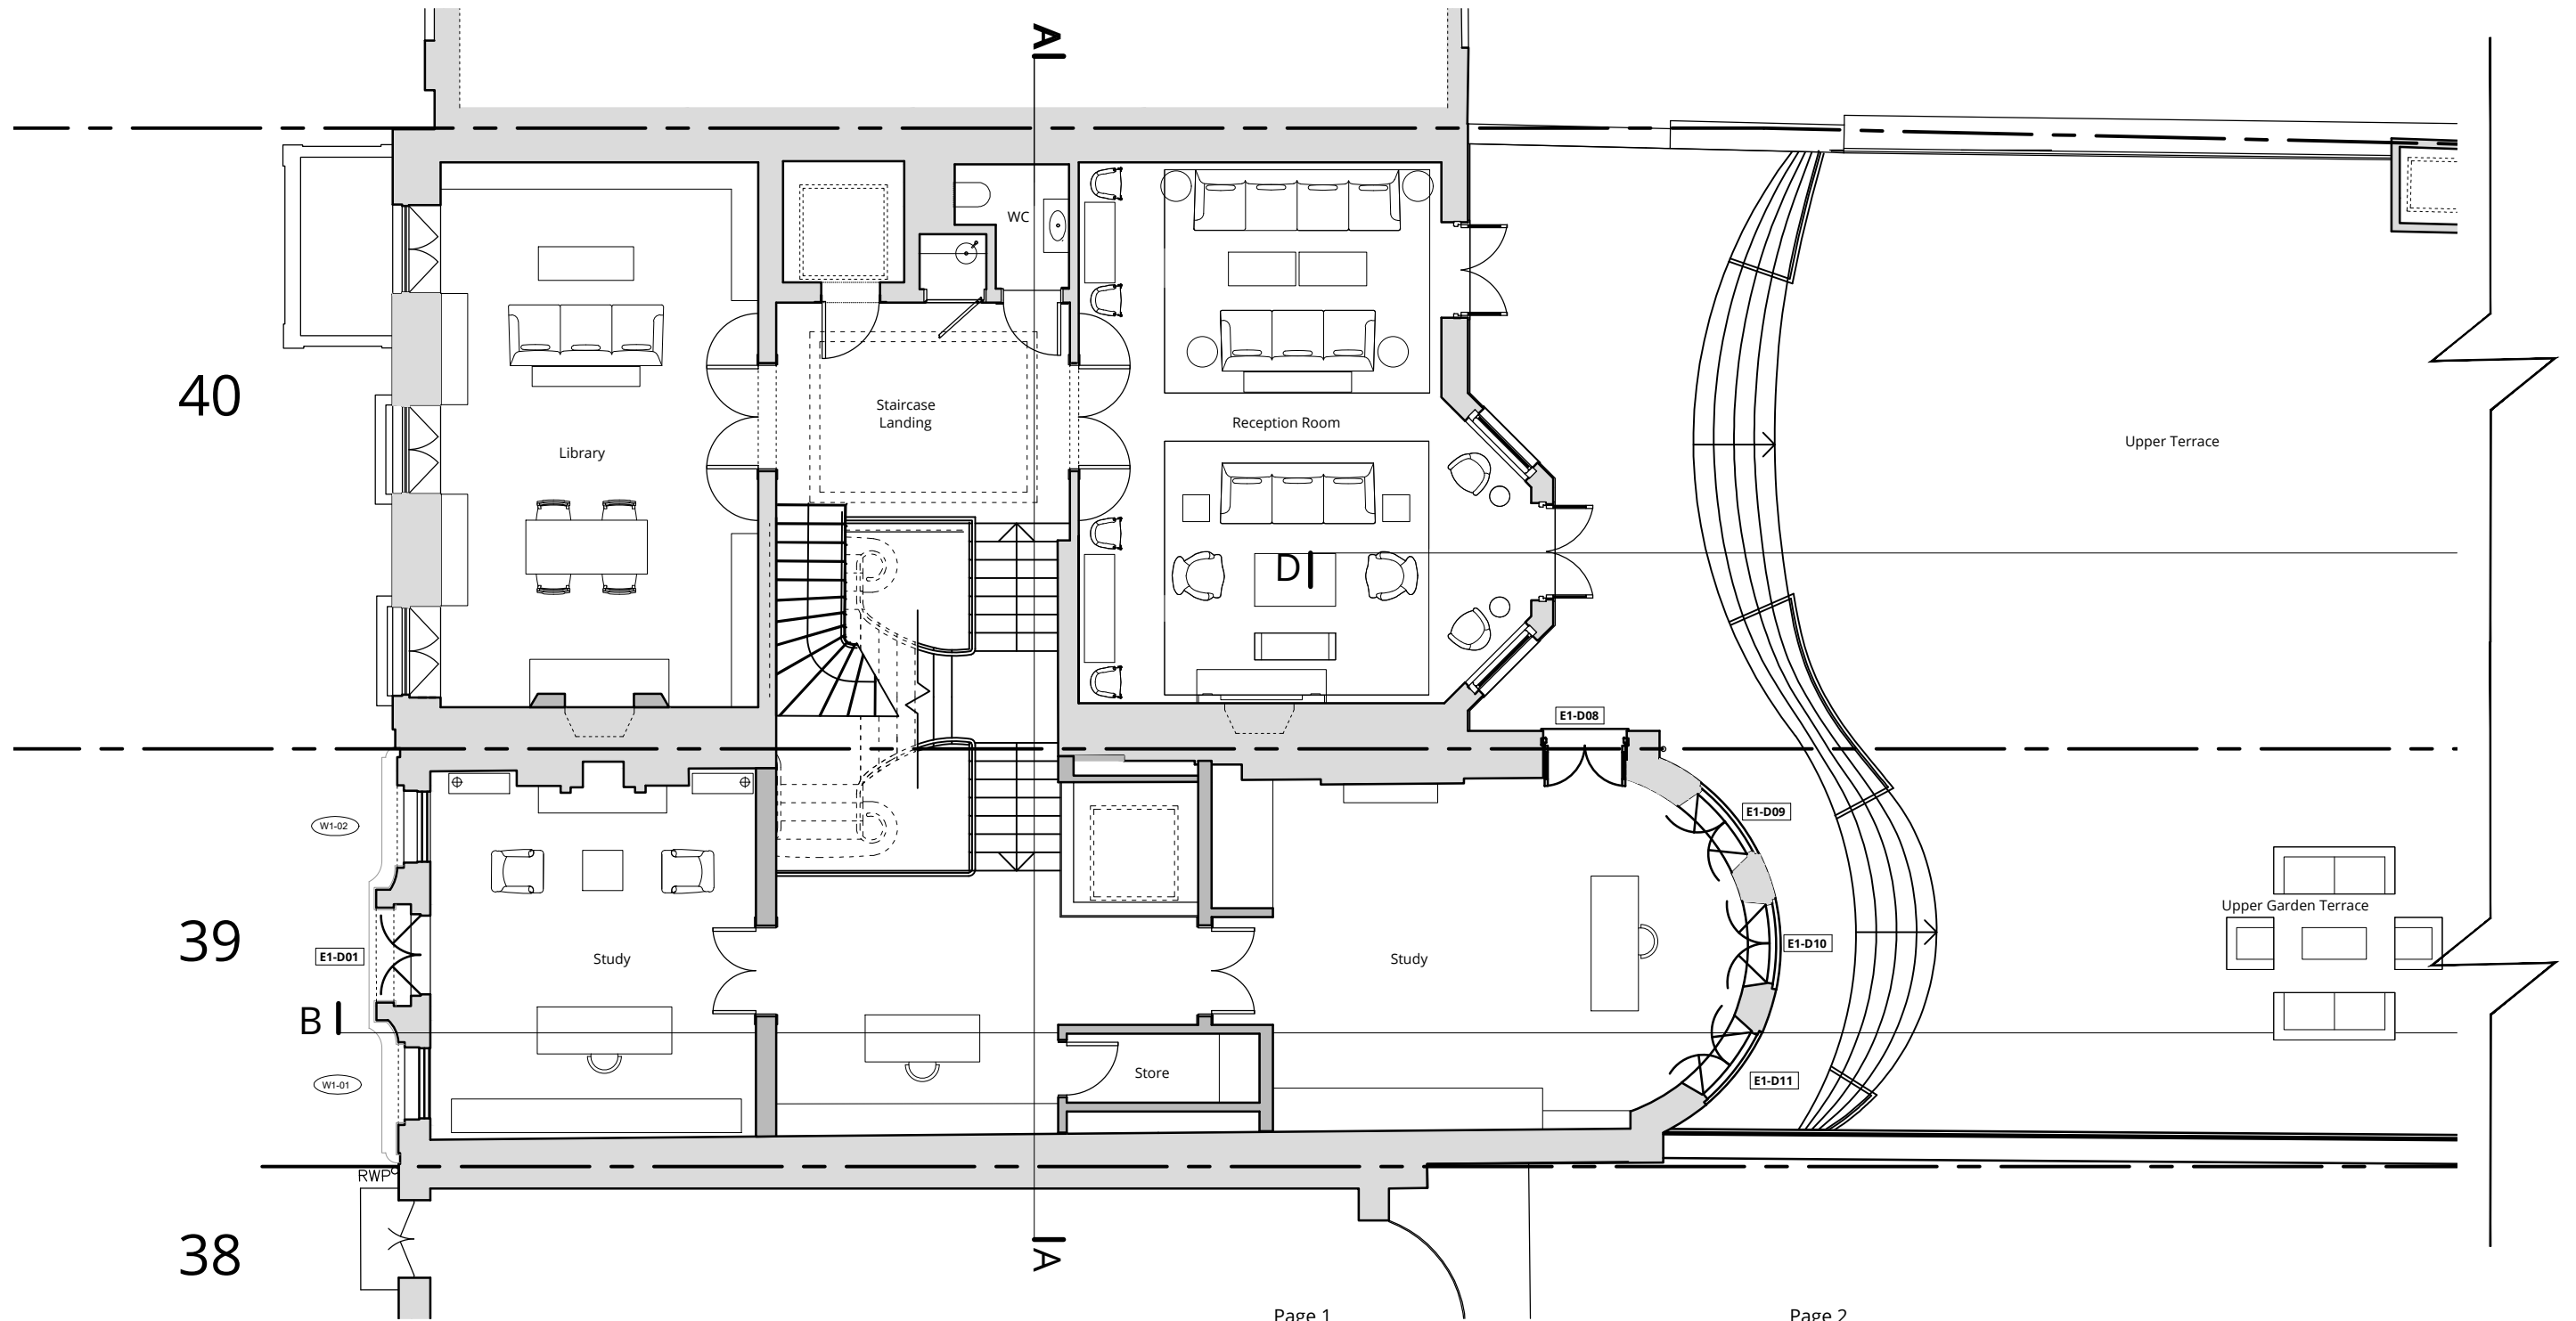 A
WC
40
Staircase
Landing
Reception Room
Upper Terrace
Library
D
E1-D08
W1-02
E1-D09
39
Upper Garden Terrace
E1-D10
E1-D01
Study
Study
B
Store
E1-D11
W1-01
RWP
38
A
Page 1
Page 2